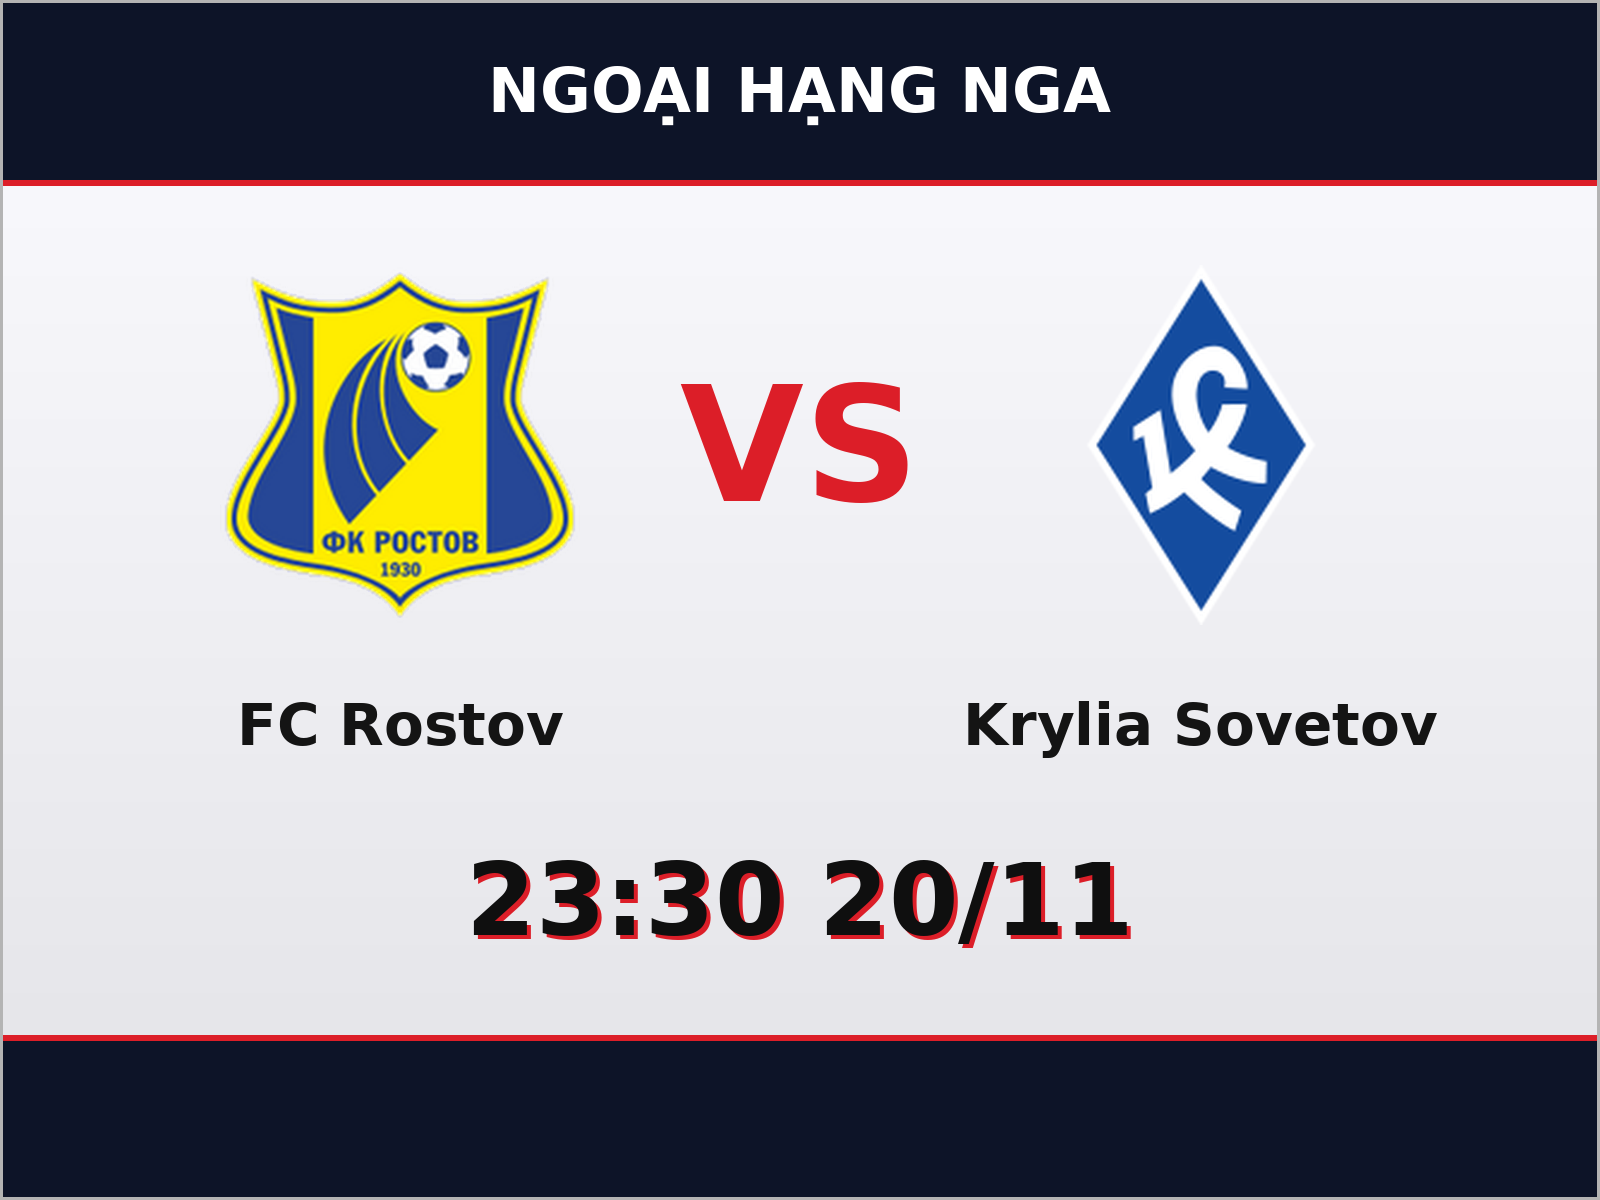 NGOẠI HẠNG NGA
VS
ФК РОСТОВ
1930
FC Rostov
Krylia Sovetov
23:30 20/11